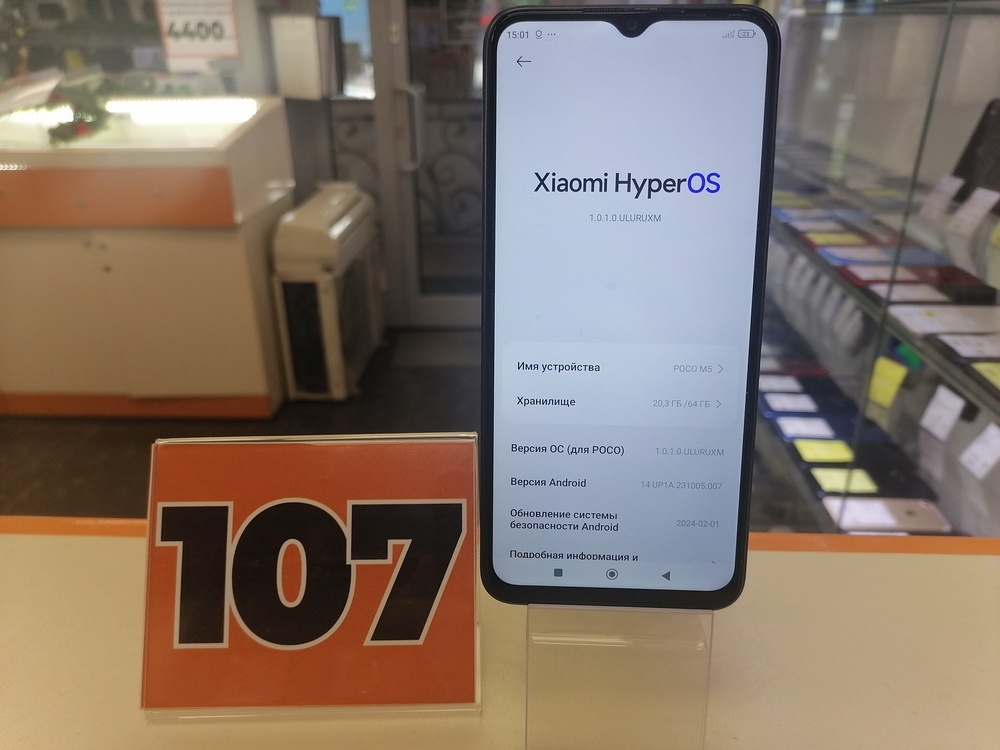 4400
15:01
23
Xiaomi HyperOS
1.0.1.0.ULURUXM
Имя устройства POCO M5
Хранилище 20,3 ГБ /64 ГБ
Версия ОС (для POCO) 1.0.1.0.ULURUXM
Версия Android 14 UP1A.231005.007
Обновление системы
безопасности Android 2024-02-01
Подробная информация и
107